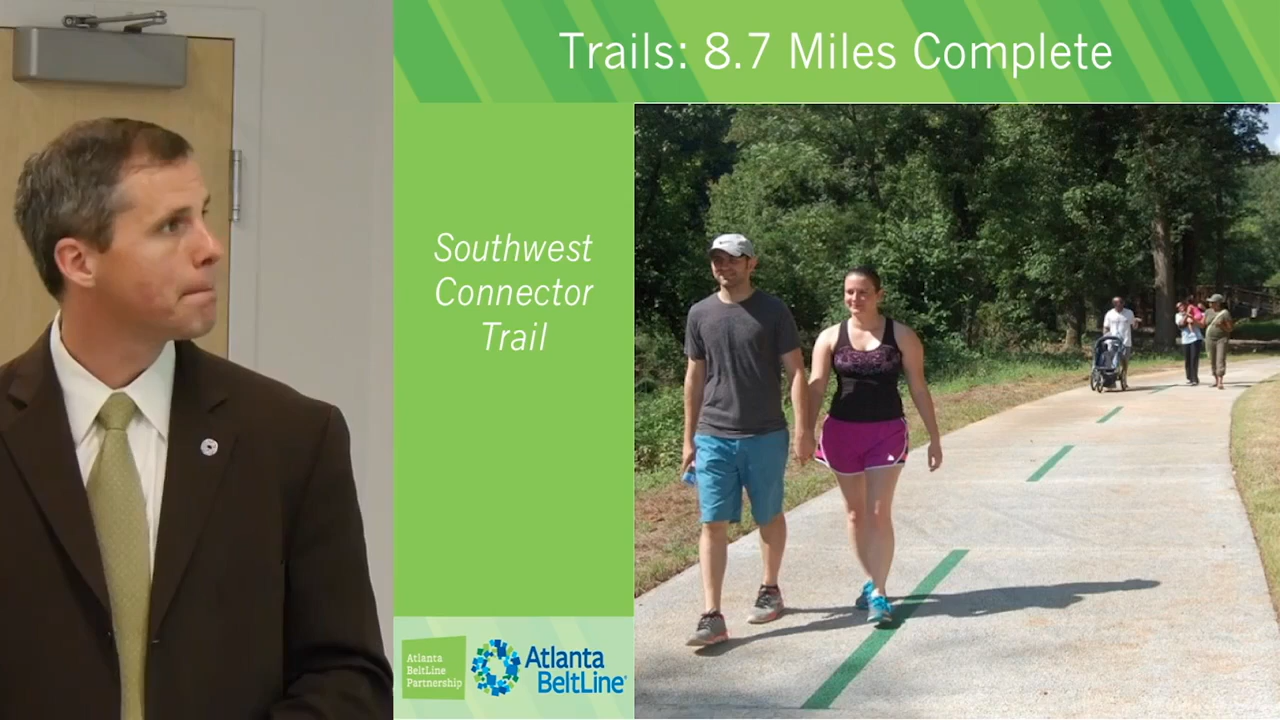 Trails: 8.7 Miles Complete
Southwest
Connector
Trail
Atlanta
BeltLine
Partnership
Atlanta
BeltLine